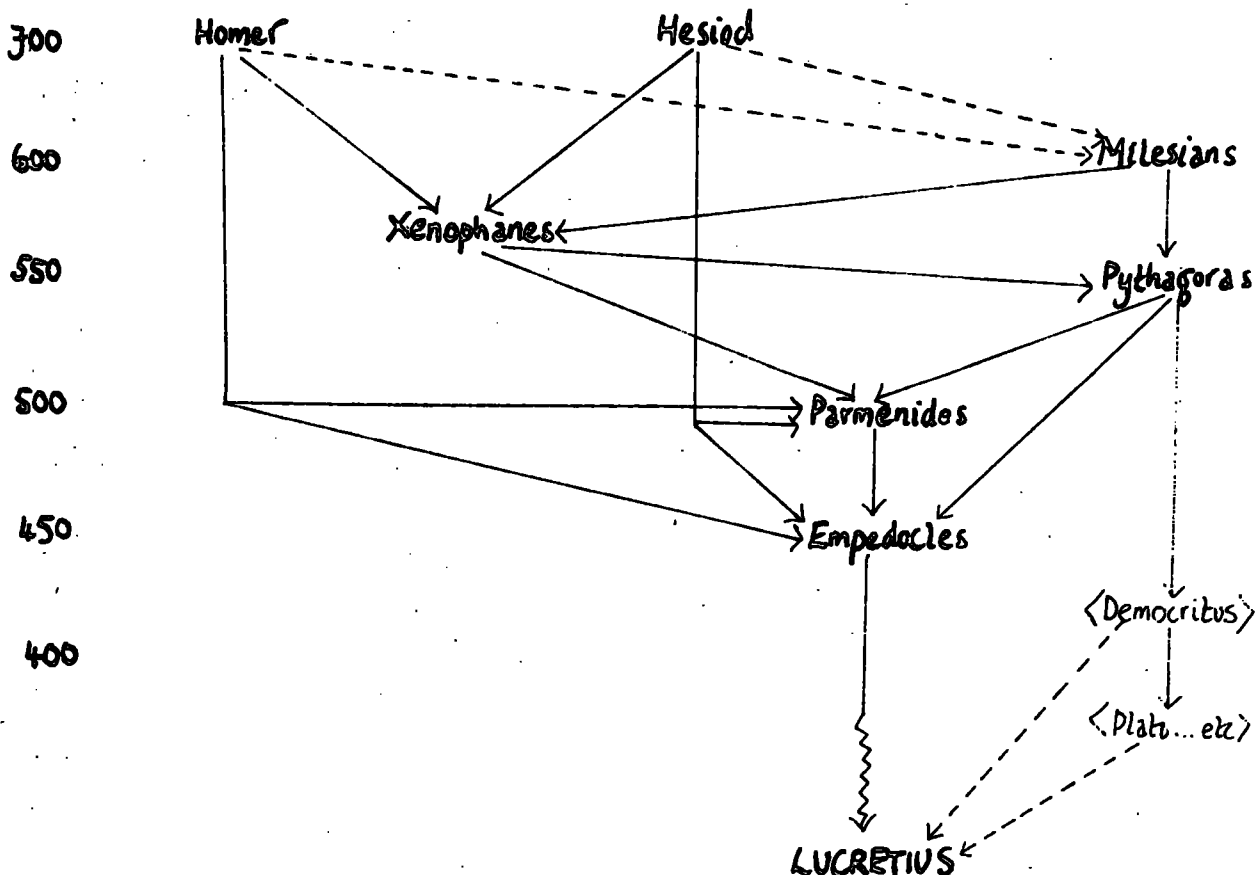 700 Homer Hesiod
600 Milesians
Xenophanes
550 Pythagoras
500 Parmenides
450 Empedocles
<Democritus>
400
<Plato...etc>
LUCRETIUS